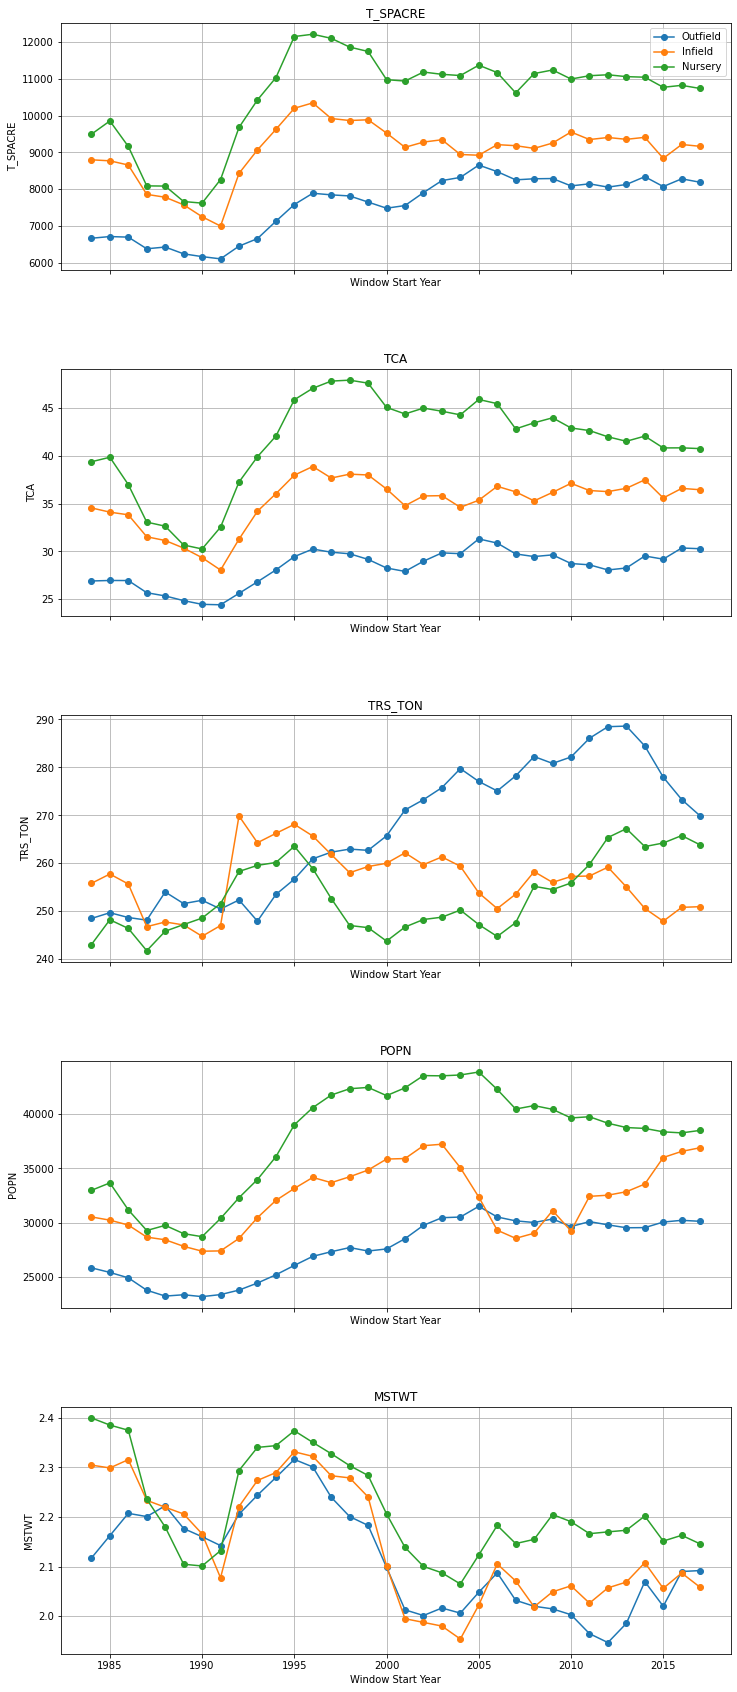 T_SPACRE
Outfield
Infield
Nursery
12000
11000
10000
9000
8000
7000
6000
T_SPACRE
Window Start Year
TCA
45
40
35
30
25
TCA
Window Start Year
TRS_TON
290
280
270
260
250
240
TRS_TON
Window Start Year
POPN
40000
35000
30000
25000
POPN
Window Start Year
MSTWT
2.4
2.3
2.2
2.1
2.0
MSTWT
1985 1990 1995 2000 2005 2010 2015
Window Start Year